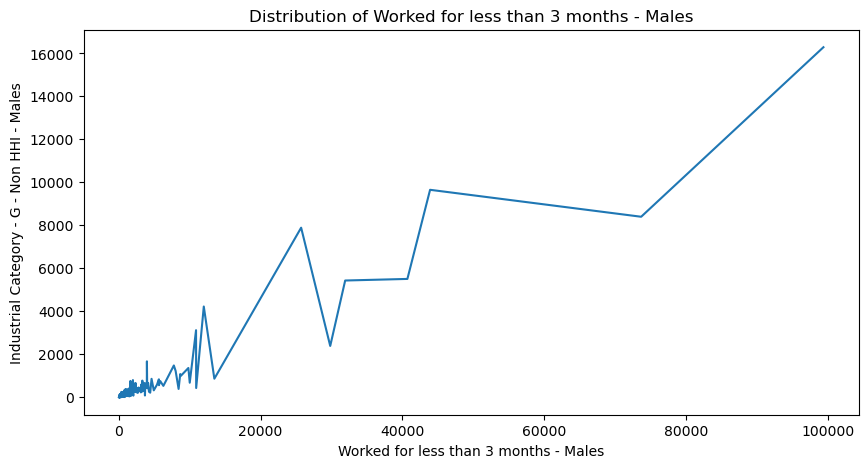 Distribution of Worked for less than 3 months - Males
Industrial Category - G - Non HHI - Males
16000
14000
12000
10000
8000
6000
4000
2000
0
0 20000 40000 60000 80000 100000
Worked for less than 3 months - Males